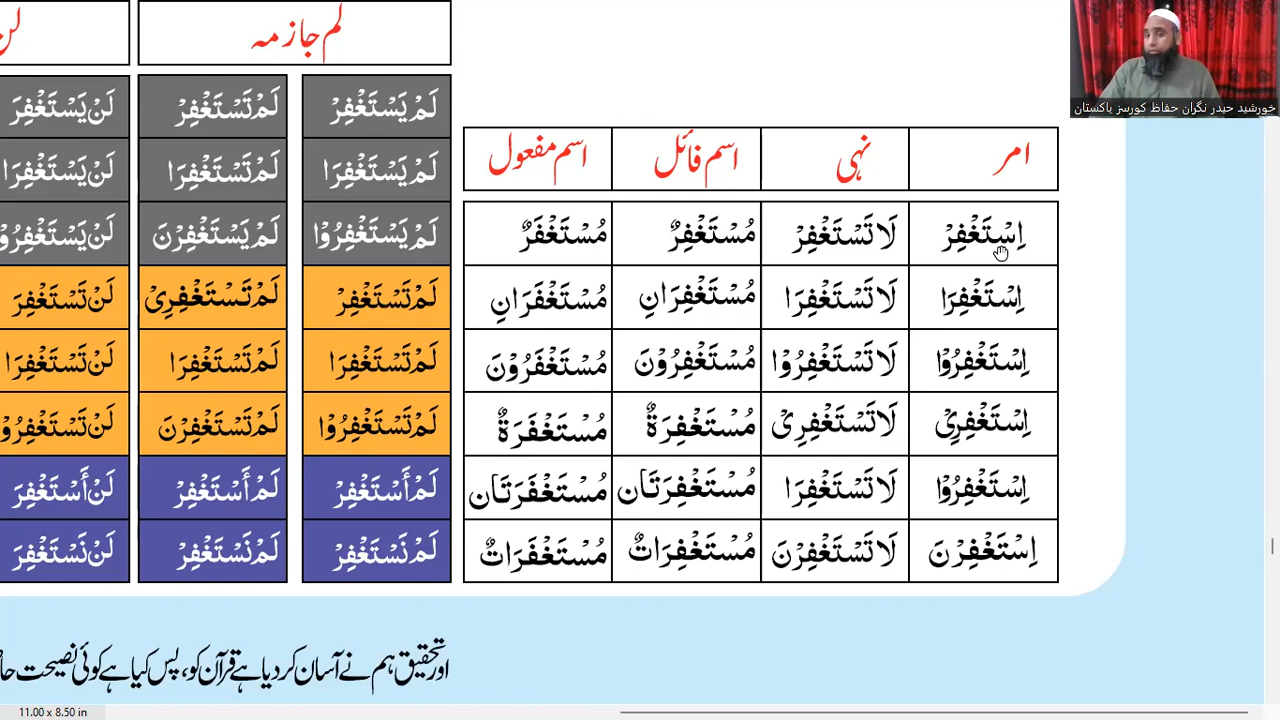 لم جازمہ
لن
خورشید حیدر نگران حفاظ کورسز پاکستان
امر نہی اسم فائل اسم مفعول
لَمْ يَسْتَغْفِرْ لَمْ تَسْتَغْفِرْ لَنْ يَسْتَغْفِرَ
لَمْ يَسْتَغْفِرَا لَمْ تَسْتَغْفِرَا لَنْ يَسْتَغْفِرَا
اِسْتَغْفِرْ لَا تَسْتَغْفِرْ مُسْتَغْفِرٌ مُسْتَغْفَرٌ لَمْ يَسْتَغْفِرُوْا لَمْ يَسْتَغْفِرْنَ لَنْ يَسْتَغْفِرُوْ
اِسْتَغْفِرَا لَا تَسْتَغْفِرَا مُسْتَغْفِرَانِ مُسْتَغْفَرَانِ لَمْ تَسْتَغْفِرْ لَمْ تَسْتَغْفِرِىْ لَنْ تَسْتَغْفِرَ
اِسْتَغْفِرُوْا لَا تَسْتَغْفِرُوْا مُسْتَغْفِرُوْنَ مُسْتَغْفَرُوْنَ لَمْ تَسْتَغْفِرَا لَمْ تَسْتَغْفِرَا لَنْ تَسْتَغْفِرَا
اِسْتَغْفِرِىْ لَا تَسْتَغْفِرِىْ مُسْتَغْفِرَةٌ مُسْتَغْفَرَةٌ لَمْ تَسْتَغْفِرُوْا لَمْ تَسْتَغْفِرْنَ لَنْ تَسْتَغْفِرُوْ
اِسْتَغْفِرُوْا لَا تَسْتَغْفِرَا مُسْتَغْفِرَتَان مُسْتَغْفَرَتَان لَمْ أَسْتَغْفِرْ لَمْ أَسْتَغْفِرْ لَنْ أَسْتَغْفِرَ
اِسْتَغْفِرْنَ لَا تَسْتَغْفِرْنَ مُسْتَغْفِرَاتٌ مُسْتَغْفَرَاتٌ لَمْ نَسْتَغْفِرْ لَمْ نَسْتَغْفِرْ لَنْ نَسْتَغْفِرَ
اور تحقیق ہم نے آسان کر دیا ہے قرآن کو، پس کیا ہے کوئی نصیحت
11.00 x 8.50 in